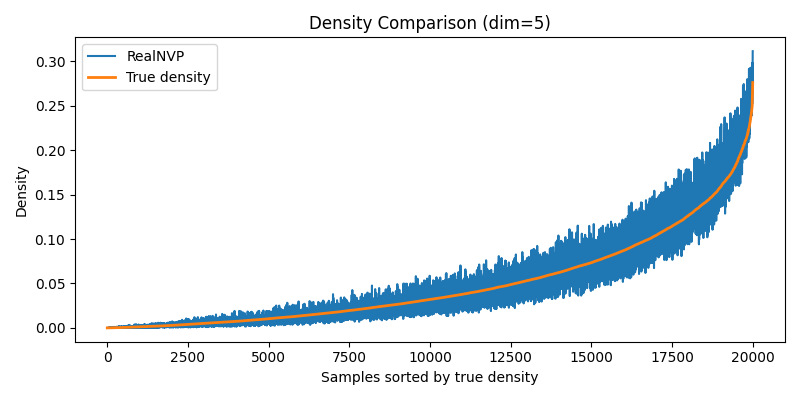 Density Comparison (dim=5)
RealNVP
True density
Density
0.30
0.25
0.20
0.15
0.10
0.05
0.00
0 2500 5000 7500 10000 12500 15000 17500 20000
Samples sorted by true density